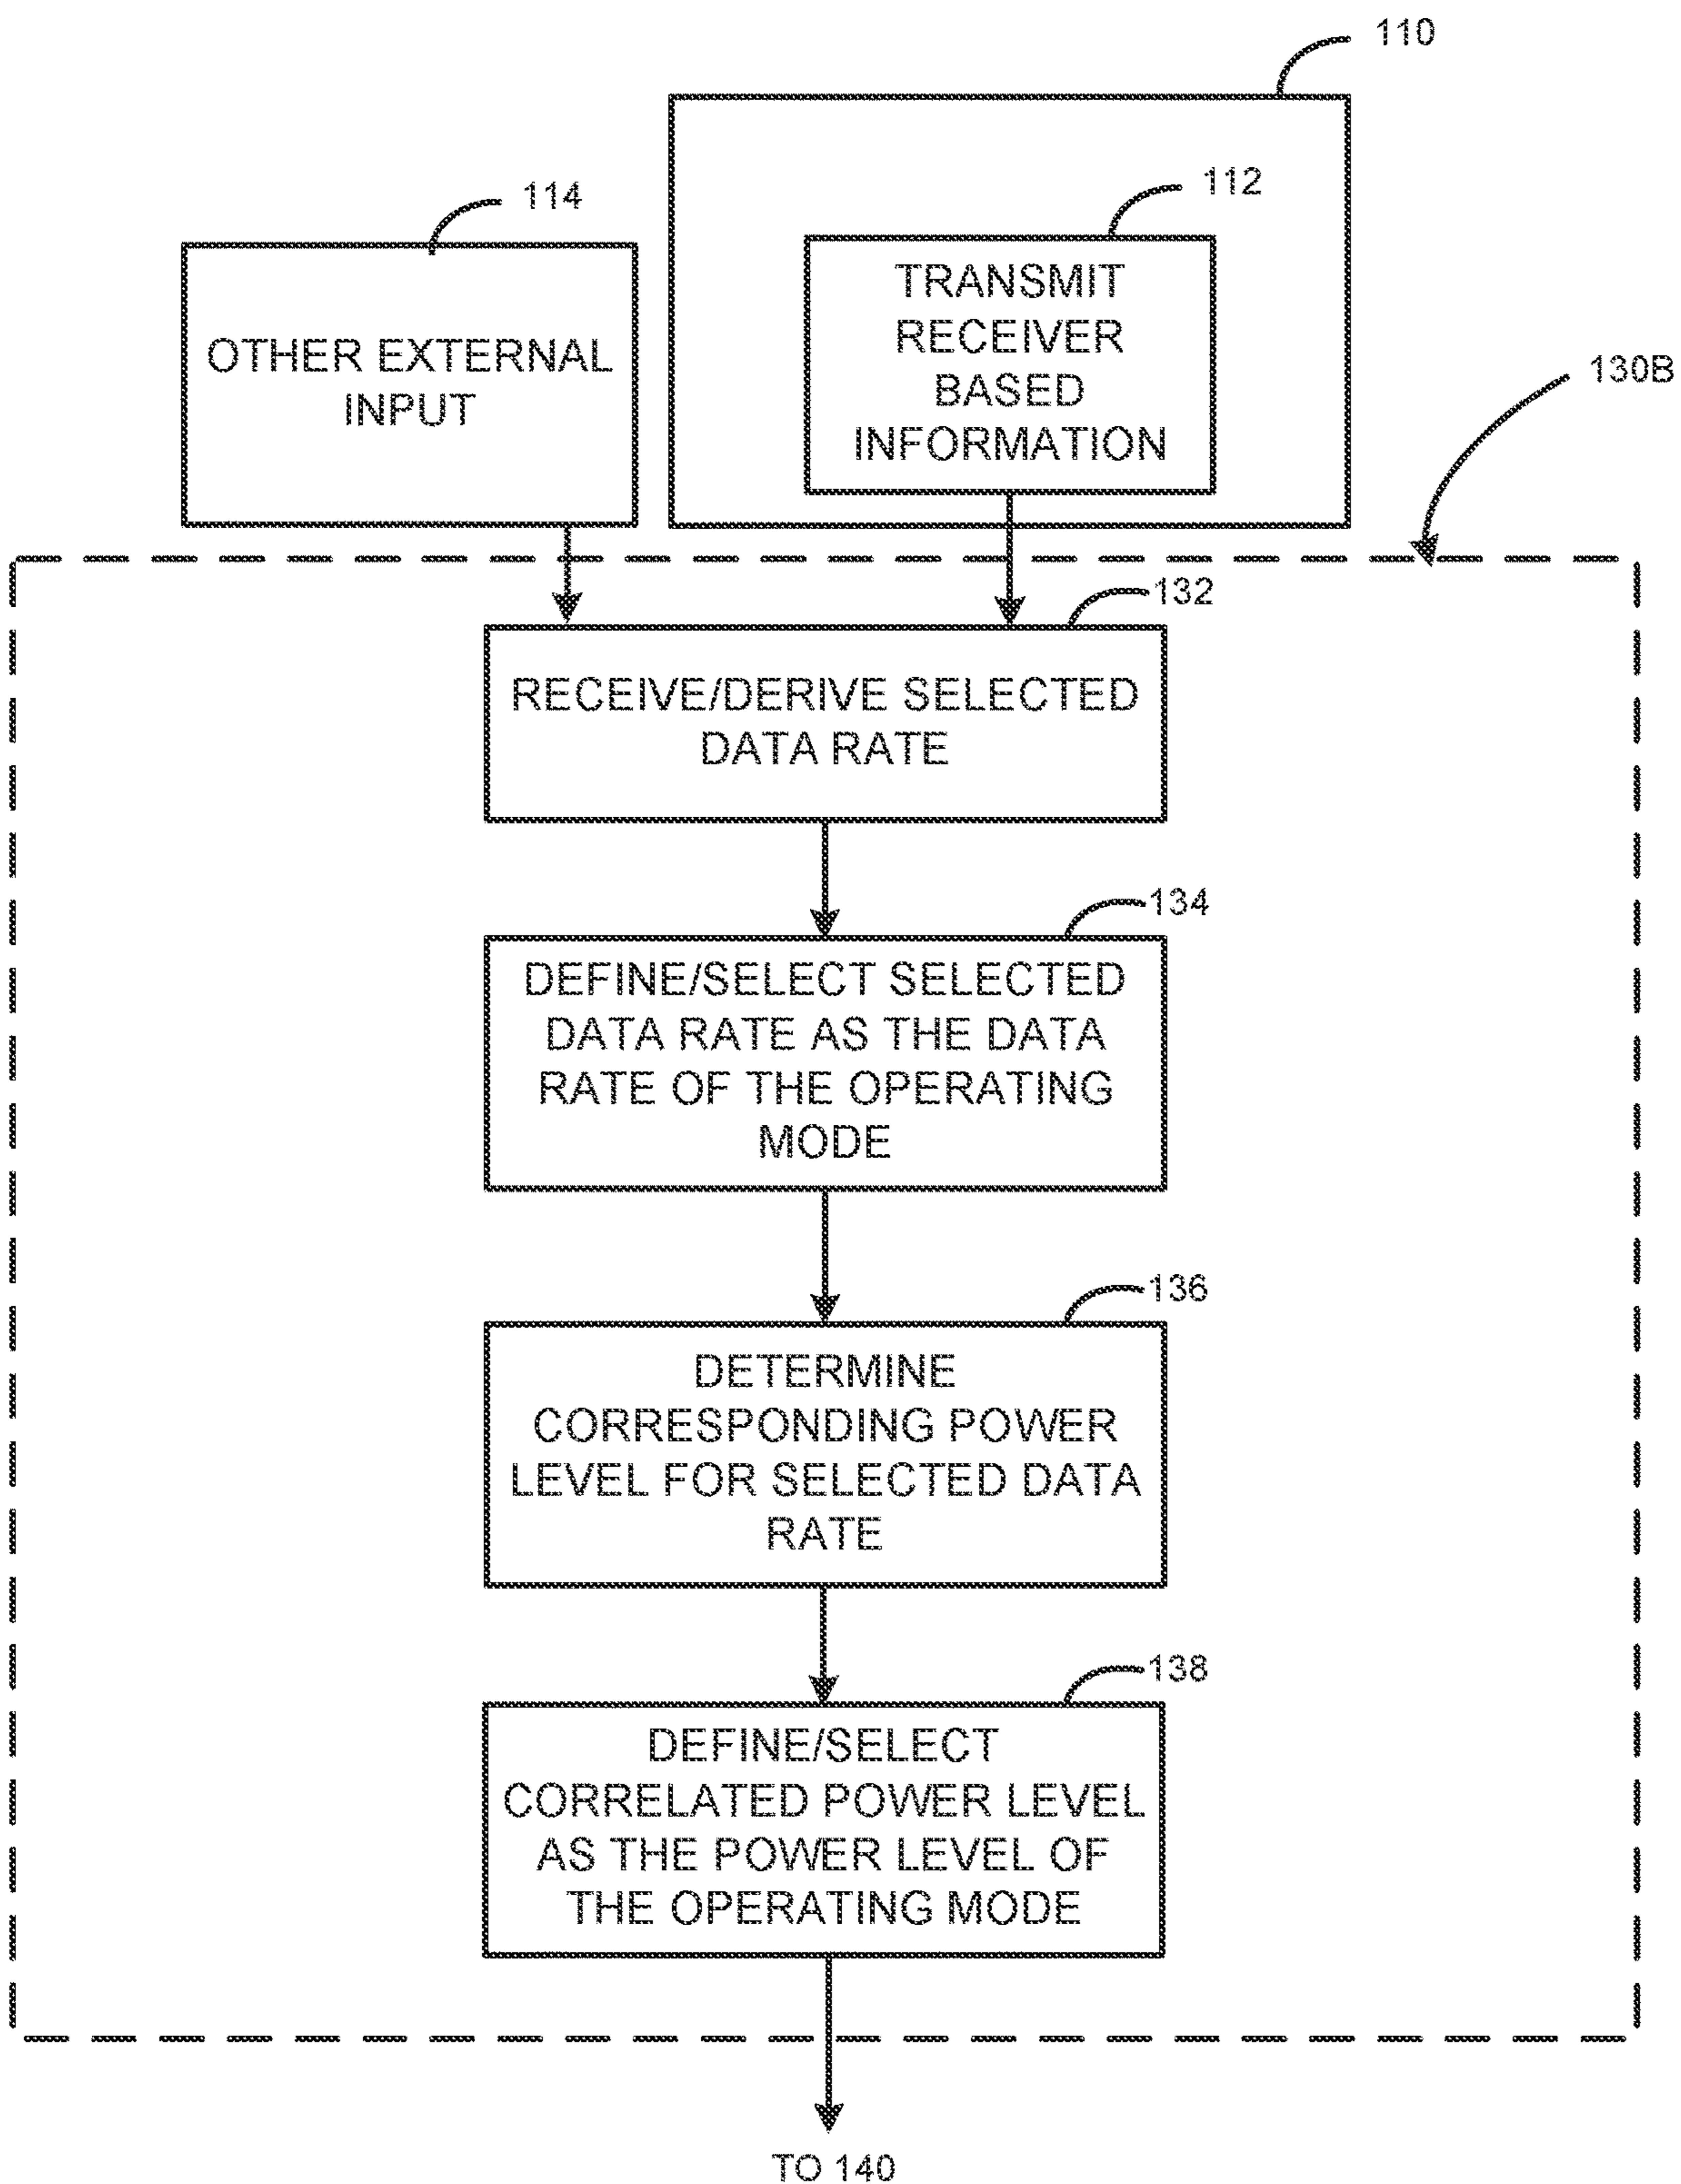 110
112
114
TRANSMIT
RECEIVER
BASED
INFORMATION
OTHER EXTERNAL
INPUT
130B
132
RECEIVE/DERIVE SELECTED
DATA RATE
134
DEFINE/SELECT SELECTED
DATA RATE AS THE DATA
RATE OF THE OPERATING
MODE
136
DETERMINE
CORRESPONDING POWER
LEVEL FOR SELECTED DATA
RATE
138
DEFINE/SELECT
CORRELATED POWER LEVEL
AS THE POWER LEVEL OF
THE OPERATING MODE
TO 140